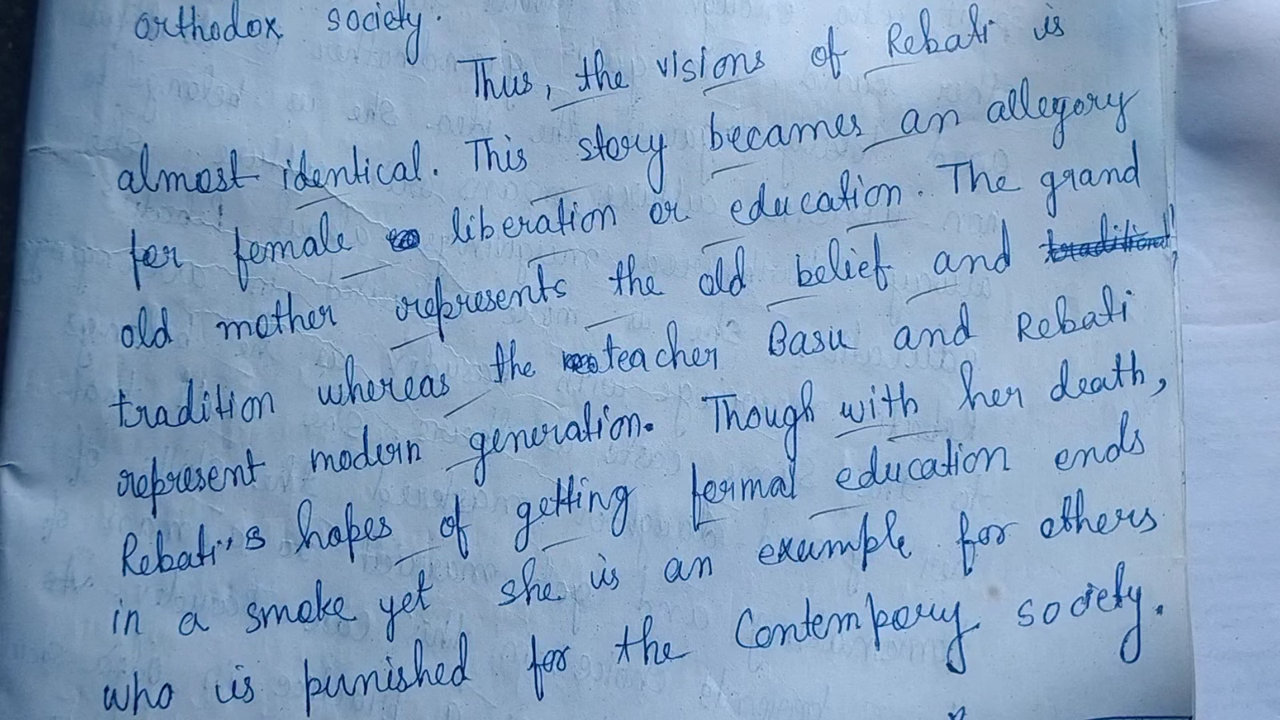 orthodox society.
Thus, the visions of Rebati is
almost identical. This story becames an allegory
for female liberation or education. The grand
old mother represents the old belief and traditional
tradition whereas the teacher Basu and Rebati
represent modern generation. Though with her death,
Rebati's hopes of getting formal education ends
in a smoke yet she is an example for others
who is punished for the Contempory society.